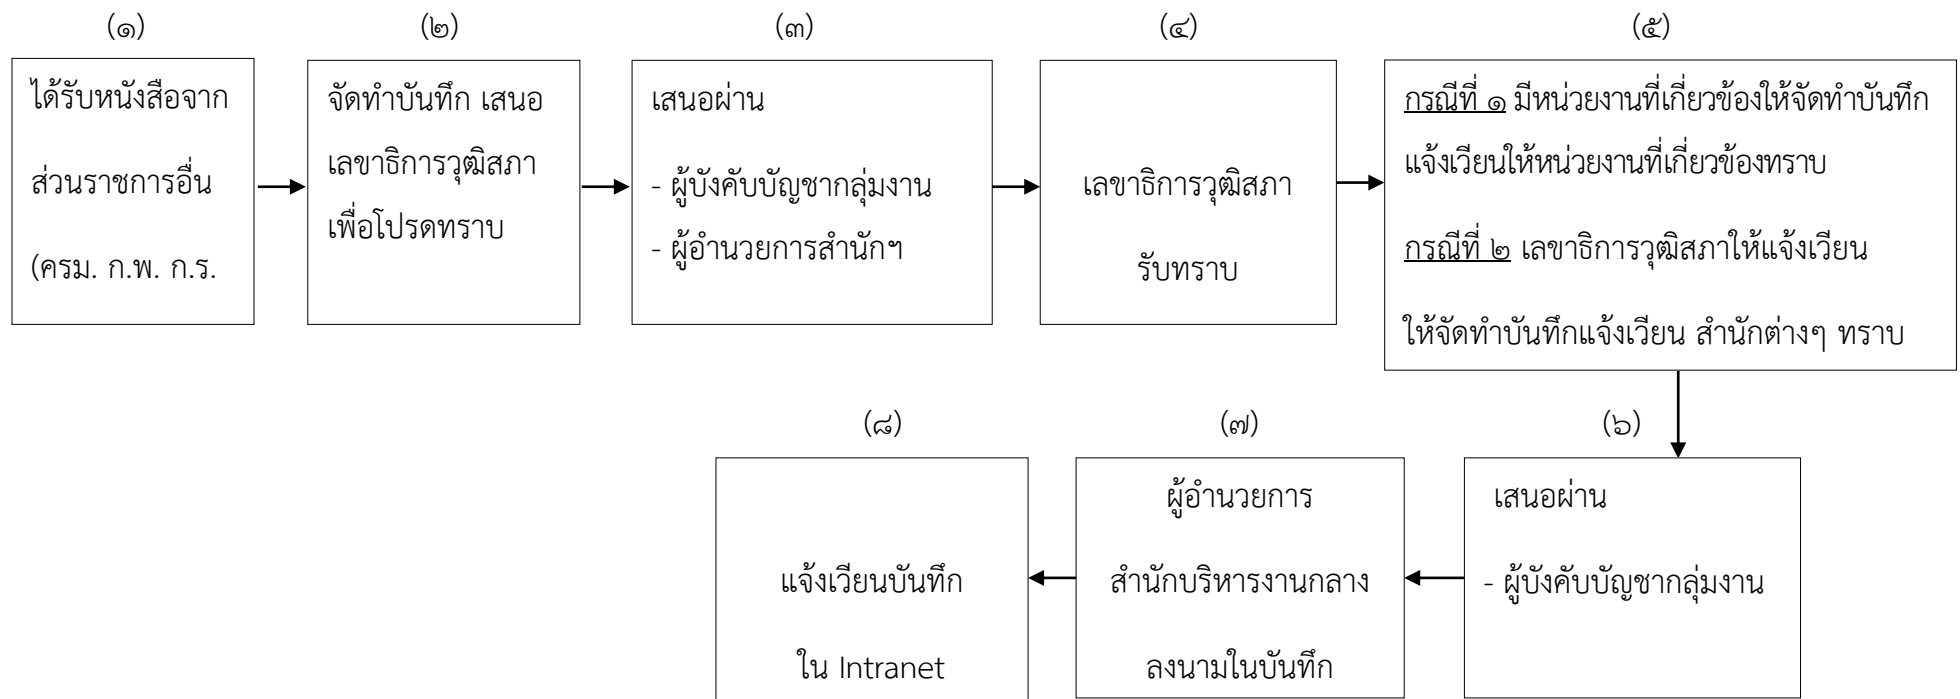 (๑)
ได้รับหนังสือจาก
ส่วนราชการอื่น
(ครม. ก.พ. ก.ร.
(๒)
จัดทำบันทึก เสนอ
เลขาธิการวุฒิสภา
เพื่อโปรดทราบ
(๓)
เสนอผ่าน
- ผู้บังคับบัญชากลุ่มงาน
- ผู้อำนวยการสำนักฯ
(๔)
เลขาธิการวุฒิสภา
รับทราบ
(๕)
กรณีที่ ๑ มีหน่วยงานที่เกี่ยวข้องให้จัดทำบันทึก
แจ้งเวียนให้หน่วยงานที่เกี่ยวข้องทราบ
กรณีที่ ๒ เลขาธิการวุฒิสภาให้แจ้งเวียน
ให้จัดทำบันทึกแจ้งเวียน สำนักต่างๆ ทราบ
(๖)
เสนอผ่าน
- ผู้บังคับบัญชากลุ่มงาน
(๗)
ผู้อำนวยการ
สำนักบริหารงานกลาง
ลงนามในบันทึก
(๘)
แจ้งเวียนบันทึก
ใน Intranet